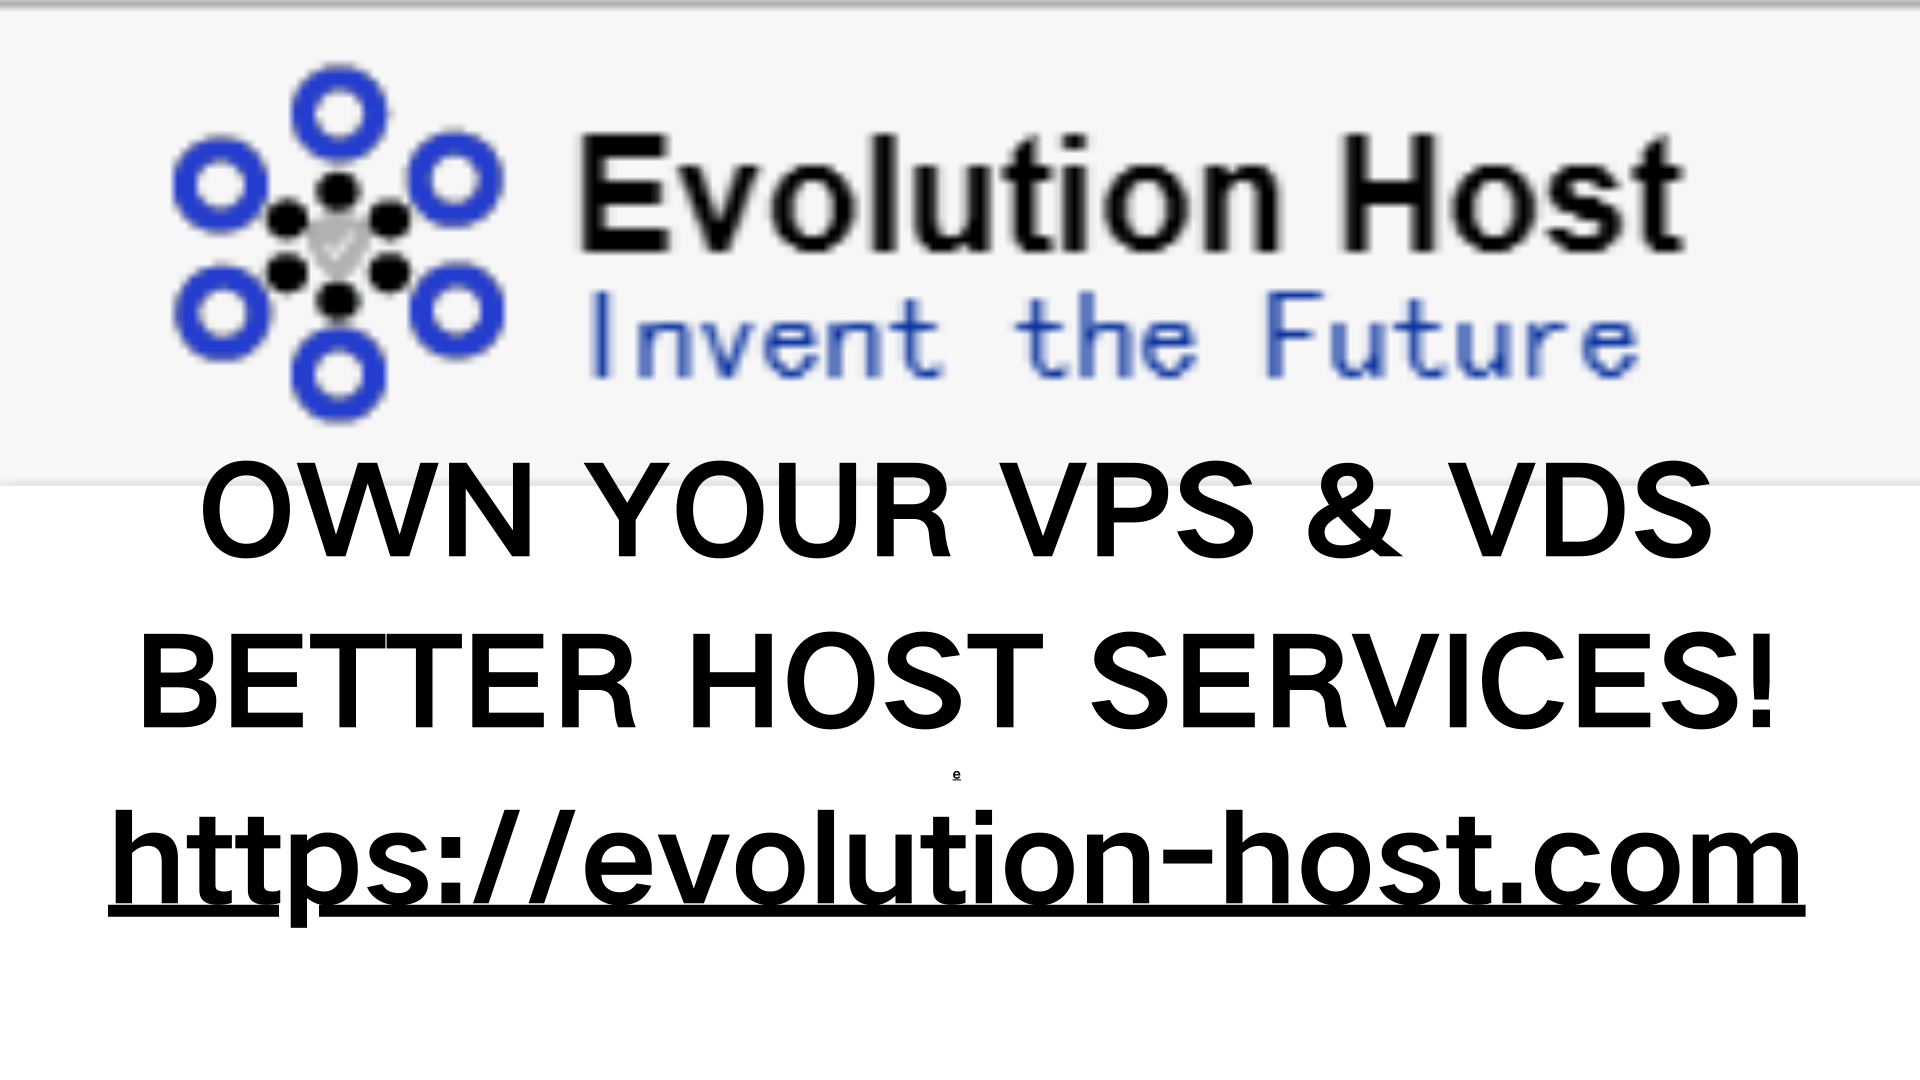 Evolution Host
Invent the Future
OWN YOUR VPS & VDS
BETTER HOST SERVICES!
e
https://evolution-host.com